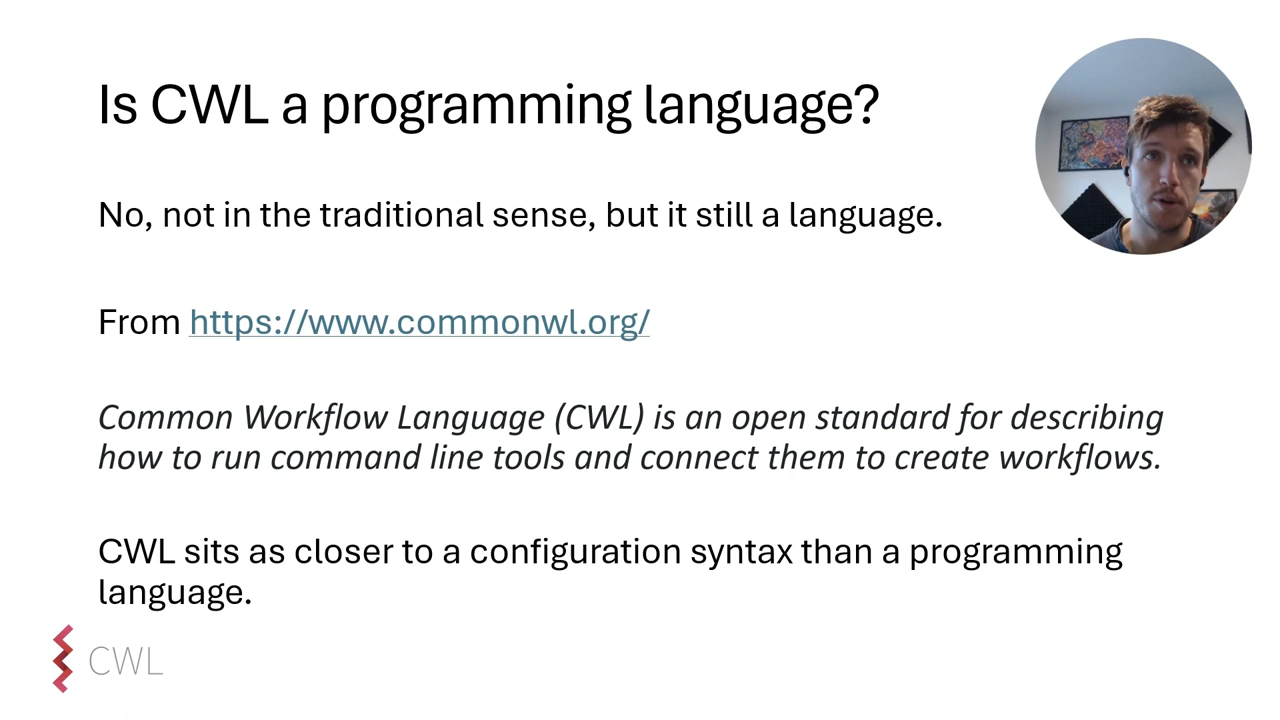 Is CWL a programming language?
No, not in the traditional sense, but it still a language.
From https://www.commonwl.org/
Common Workflow Language (CWL) is an open standard for describing
how to run command line tools and connect them to create workflows.
CWL sits as closer to a configuration syntax than a programming
language.
CWL